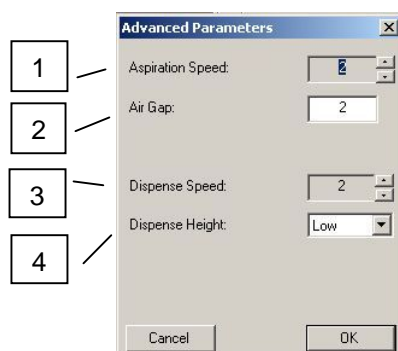 Advanced Parameters
1
Aspiration Speed: 2
2
Air Gap: 2
3
Dispense Speed: 2
4
Dispense Height: Low
Cancel OK